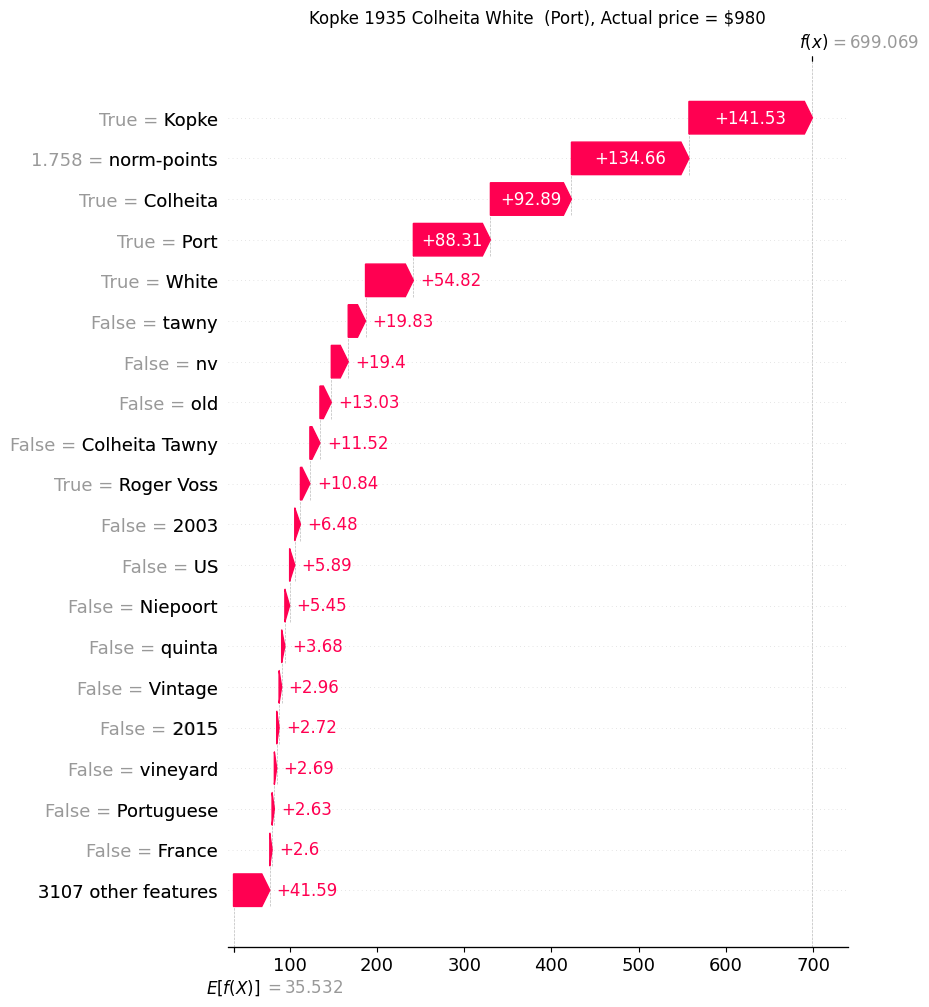 Kopke 1935 Colheita White (Port), Actual price = $980
f(x) = 699.069
True = Kopke +141.53
1.758 = norm-points +134.66
True = Colheita +92.89
True = Port +88.31
True = White +54.82
False = tawny +19.83
False = nv +19.4
False = old +13.03
False = Colheita Tawny +11.52
True = Roger Voss +10.84
False = 2003 +6.48
False = US +5.89
False = Niepoort +5.45
False = quinta +3.68
False = Vintage +2.96
False = 2015 +2.72
False = vineyard +2.69
False = Portuguese +2.63
False = France +2.6
3107 other features +41.59
100 200 300 400 500 600 700
E[f(X)] = 35.532